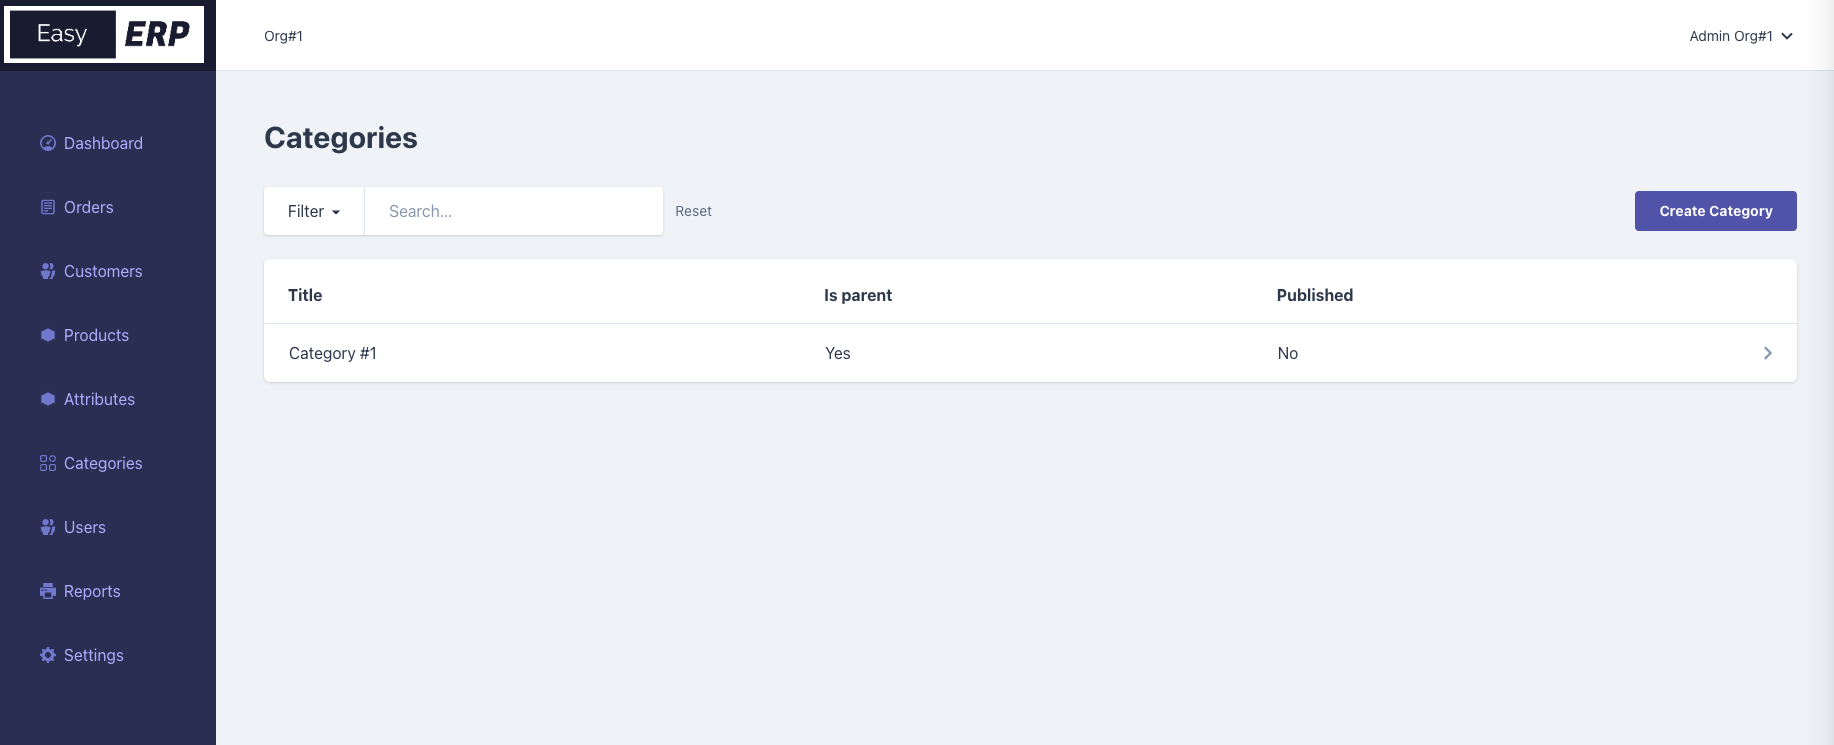 Easy ERP
Org#1
Admin Org#1
Dashboard
Orders
Customers
Products
Attributes
Categories
Users
Reports
Settings
Categories
Filter
Search...
Reset
Create Category
Title Is parent Published
Category #1 Yes No